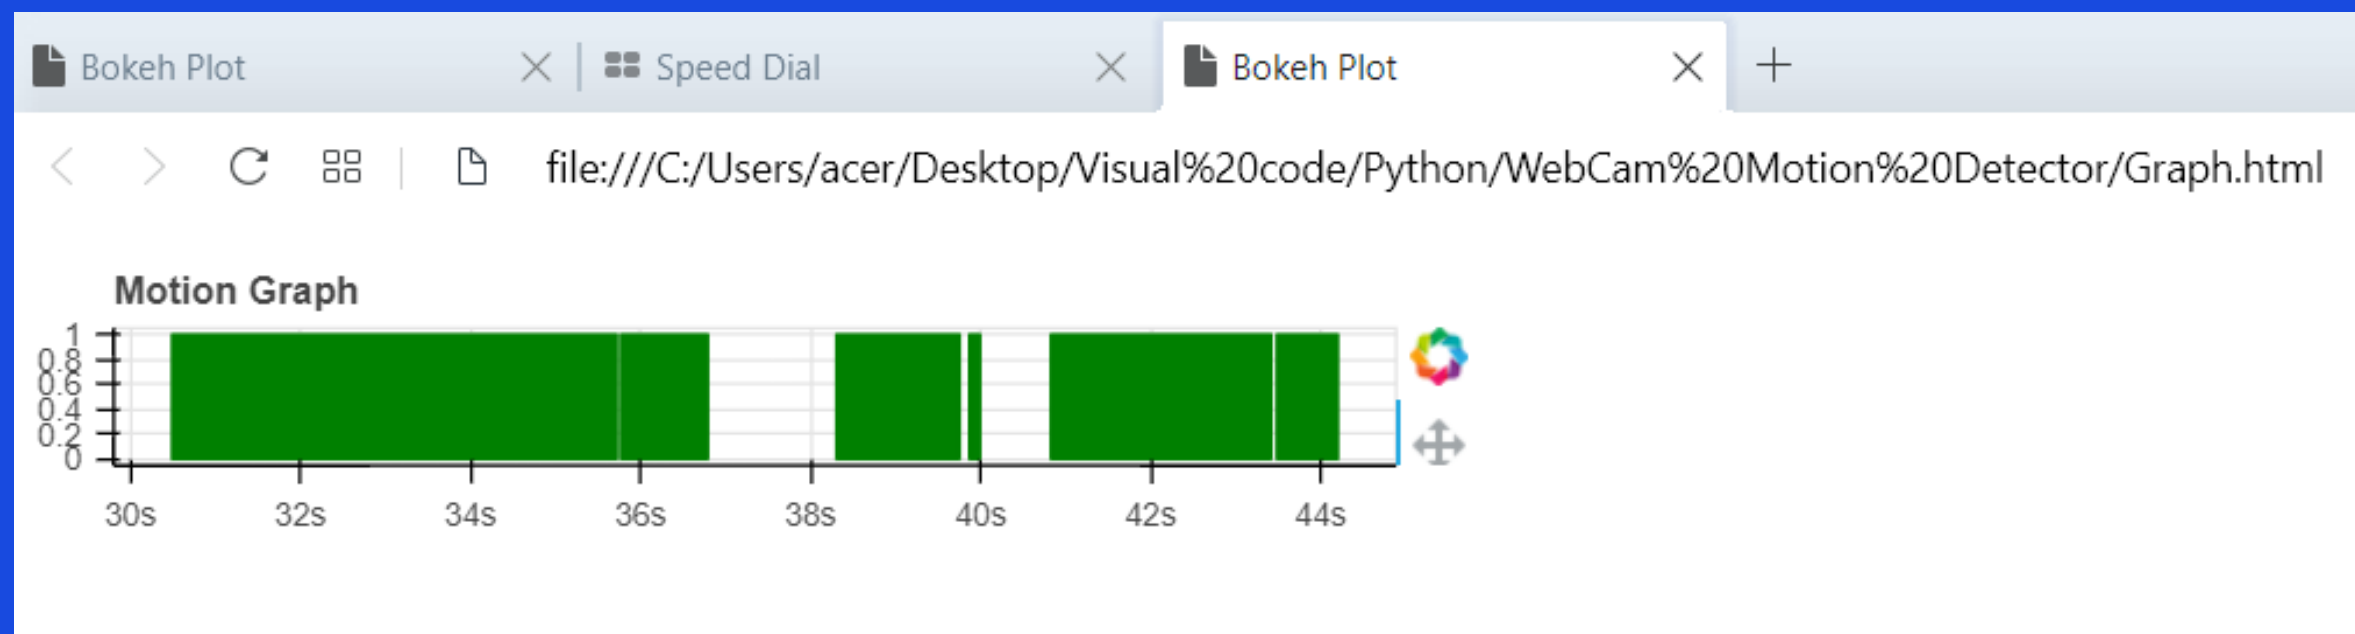 Bokeh Plot Speed Dial Bokeh Plot
file:///C:/Users/acer/Desktop/Visual%20code/Python/WebCam%20Motion%20Detector/Graph.html
Motion Graph
1
0.8
0.6
0.4
0.2
0
30s 32s 34s 36s 38s 40s 42s 44s